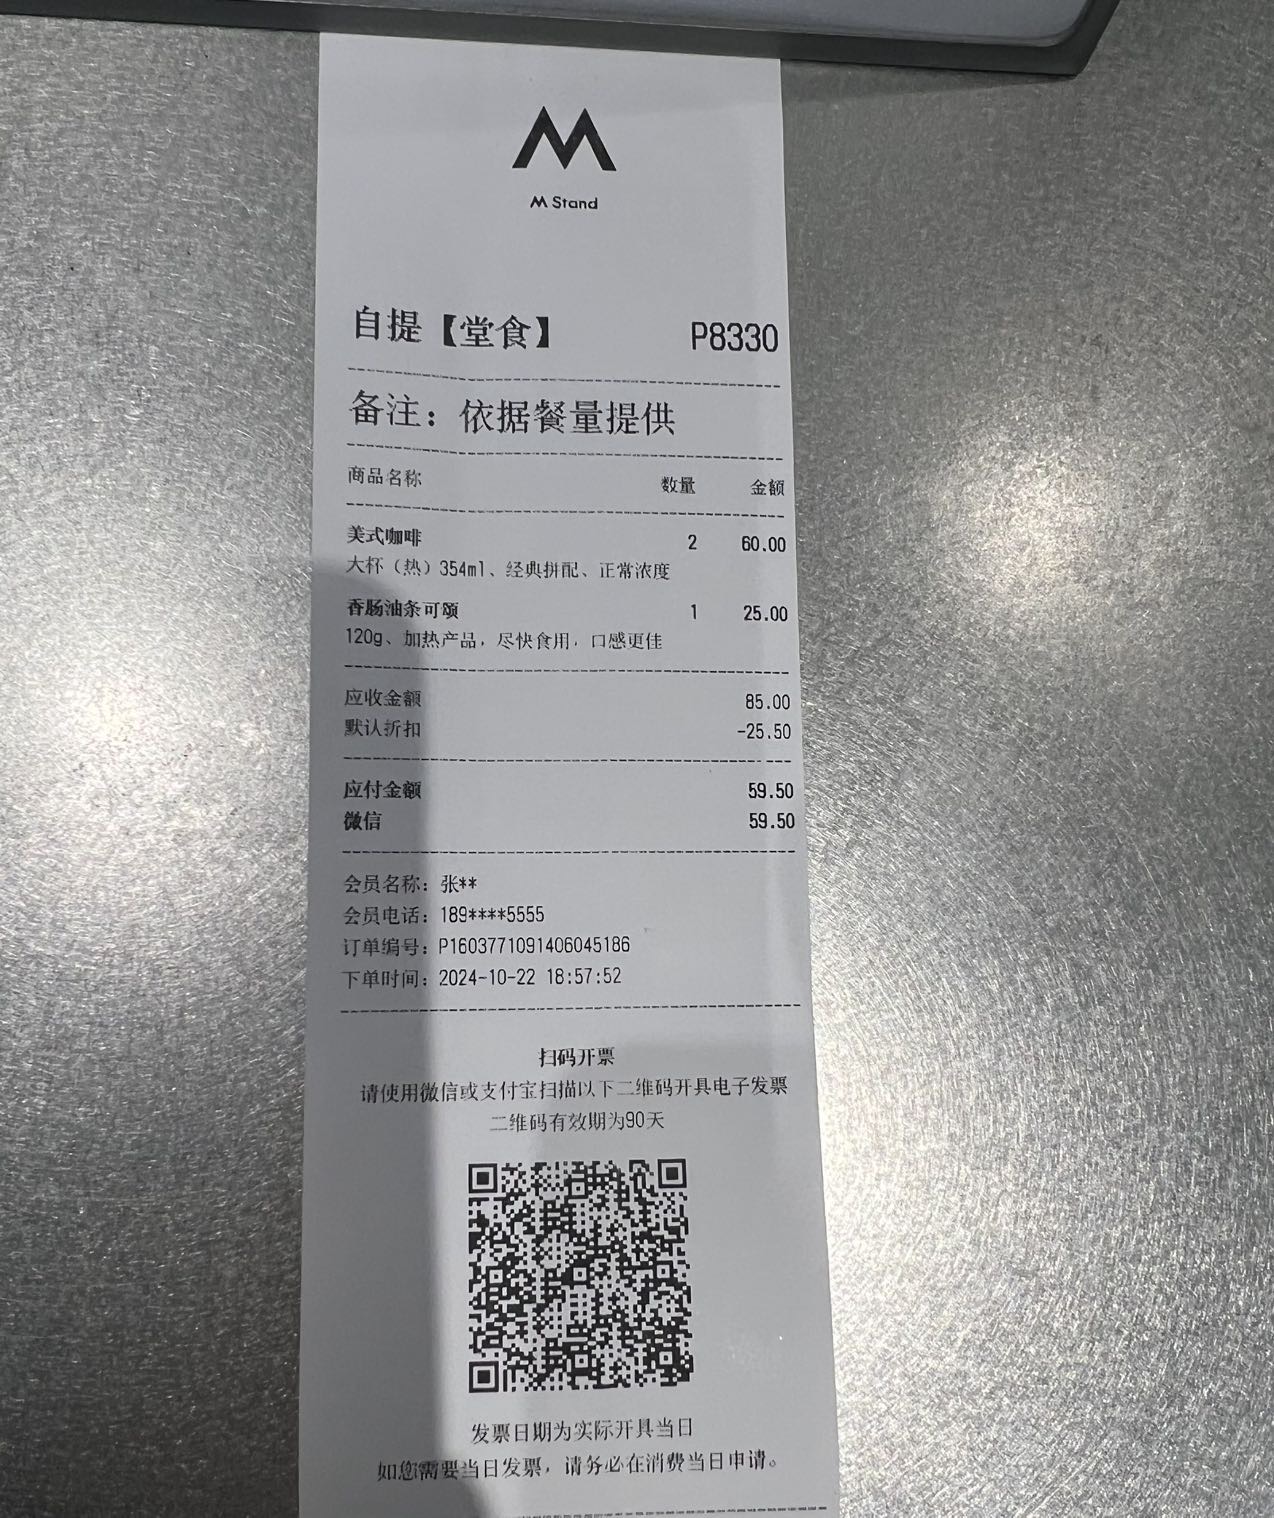 M Stand
自提【堂食】 P8330
备注：依据餐量提供
商品名称 数量 金额
美式咖啡 2 60.00
大杯（热）354ml、经典拼配、正常浓度
香肠油条可颂 1 25.00
120g、加热产品，尽快食用，口感更佳
应收金额 85.00
默认折扣 -25.50
应付金额 59.50
微信 59.50
会员名称：张**
会员电话：189****5555
订单编号：P1603771091406045186
下单时间：2024-10-22 18:57:52
扫码开票
请使用微信或支付宝扫描以下二维码开具电子发票
二维码有效期为90天
发票日期为实际开具当日
如您需要当日发票，请务必在消费当日申请。